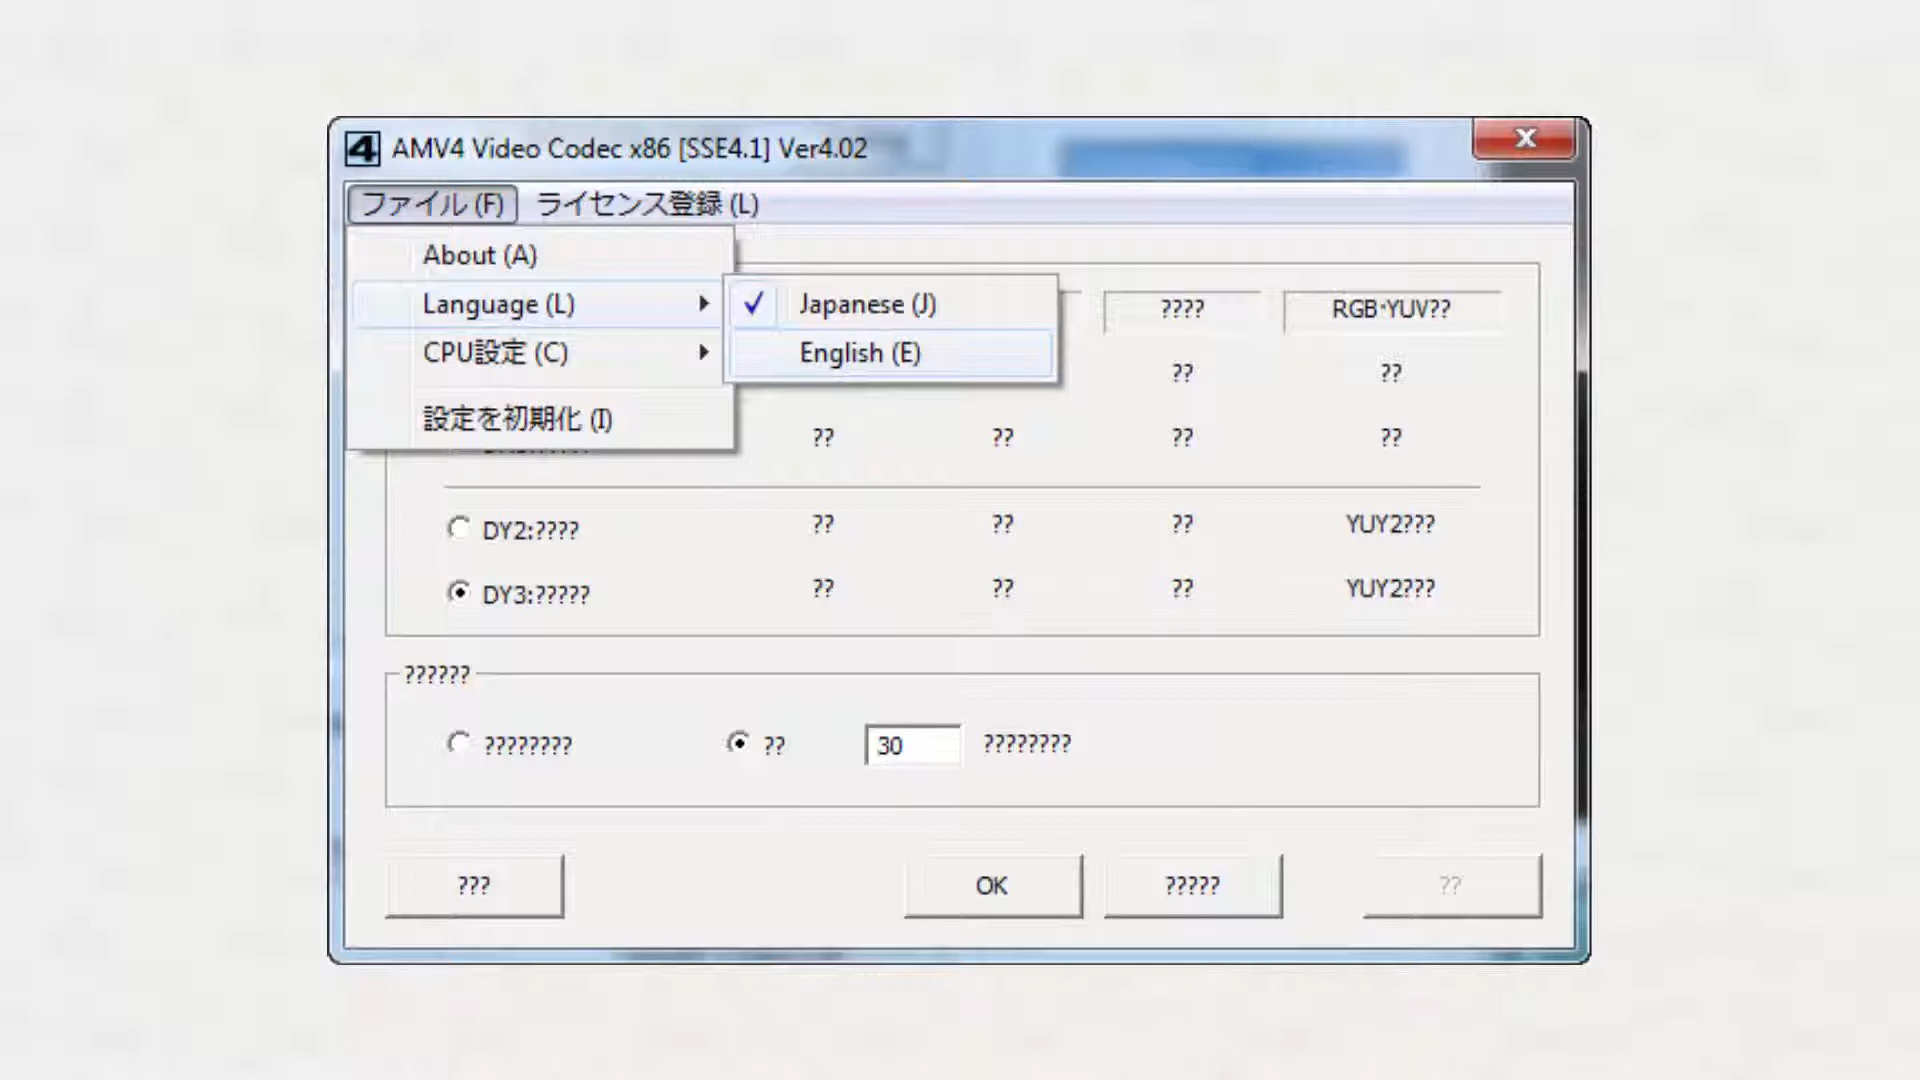 AMV4 Video Codec x86 [SSE4.1] Ver4.02
ファイル(F) ライセンス登録(L)
About (A)
Language (L) Japanese (J) ???? RGB･YUV??
CPU設定 (C) English (E)
?? ??
設定を初期化 (I)
?? ?? ?? ??
DY2:???? ?? ?? ?? YUY2???
DY3:????? ?? ?? ?? YUY2???
??????
???????? ?? 30 ????????
??? OK ????? ??